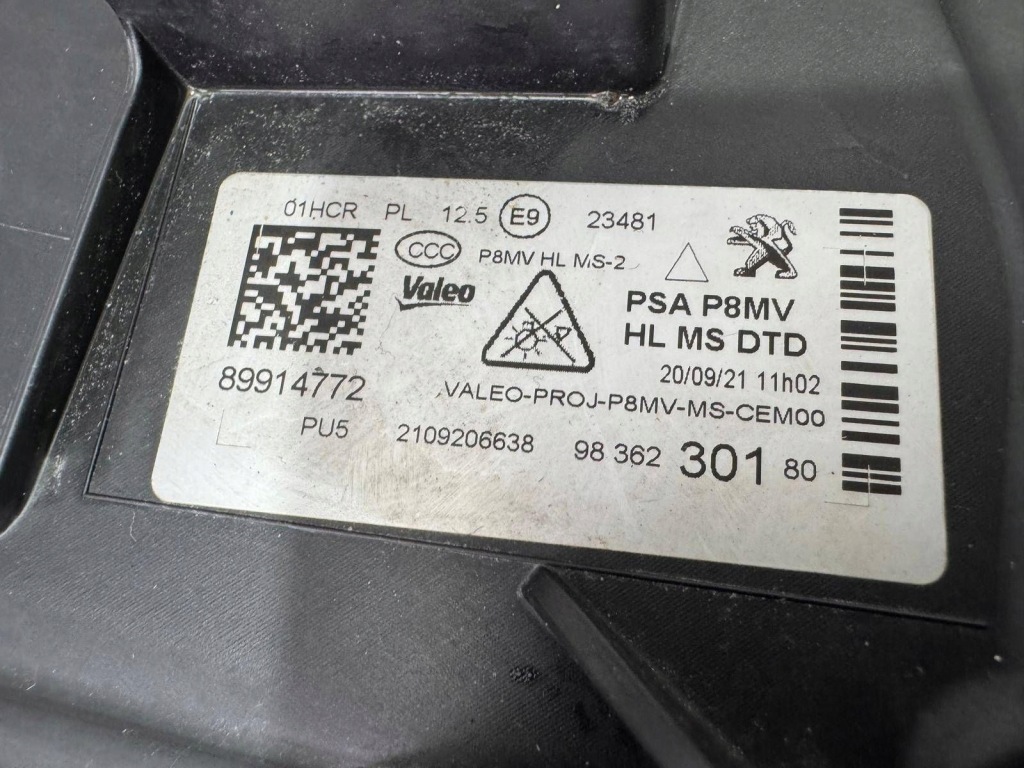 01HCR PL 12.5 E9 23481
CCC P8MV HL MS-2
Valeo
PSA P8MV
HL MS DTD
20/09/21 11h02
89914772
VALEO-PROJ-P8MV-MS-CEM00
PU5 2109206638 98 362 301 80